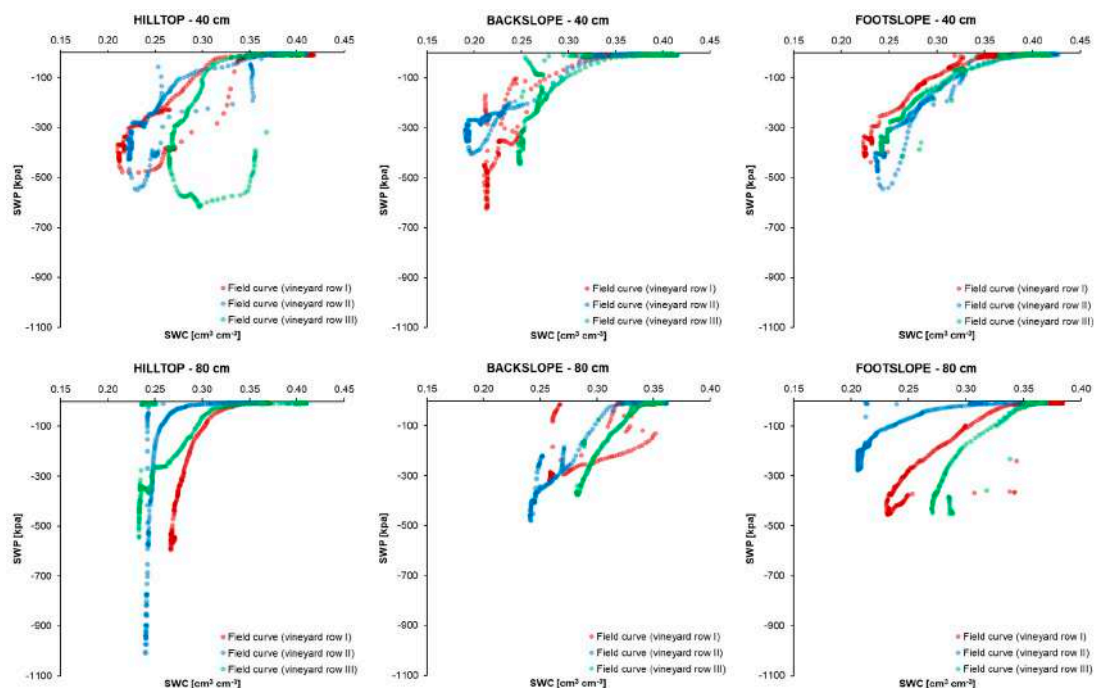 HILLTOP - 40 cm
0.15 0.20 0.25 0.30 0.35 0.40 0.45
-100
-300
-500
-700
-900
-1100
SWP [kpa]
Field curve (vineyard row I)
Field curve (vineyard row II)
Field curve (vineyard row III)
SWC [cm³ cm⁻³]
BACKSLOPE - 40 cm
0.15 0.20 0.25 0.30 0.35 0.40 0.45
-100
-300
-500
-700
-900
-1100
SWP [kpa]
Field curve (vineyard row I)
Field curve (vineyard row II)
Field curve (vineyard row III)
SWC [cm³ cm⁻³]
FOOTSLOPE - 40 cm
0.15 0.20 0.25 0.30 0.35 0.40 0.45
-100
-300
-500
-700
-900
-1100
SWP [kpa]
Field curve (vineyard row I)
Field curve (vineyard row II)
Field curve (vineyard row III)
SWC [cm³ cm⁻³]
HILLTOP - 80 cm
0.15 0.20 0.25 0.30 0.35 0.40 0.45
-100
-300
-500
-700
-900
-1100
SWP [kpa]
Field curve (vineyard row I)
Field curve (vineyard row II)
Field curve (vineyard row III)
SWC [cm³ cm⁻³]
BACKSLOPE - 80 cm
0.15 0.20 0.25 0.30 0.35 0.40
-100
-300
-500
-700
-900
-1100
SWP [kpa]
Field curve (vineyard row I)
Field curve (vineyard row II)
Field curve (vineyard row III)
SWC [cm³ cm⁻³]
FOOTSLOPE - 80 cm
0.15 0.20 0.25 0.30 0.35 0.40
-100
-300
-500
-700
-900
-1100
SWP [kpa]
Field curve (vineyard row I)
Field curve (vineyard row II)
Field curve (vineyard row III)
SWC [cm³ cm⁻³]